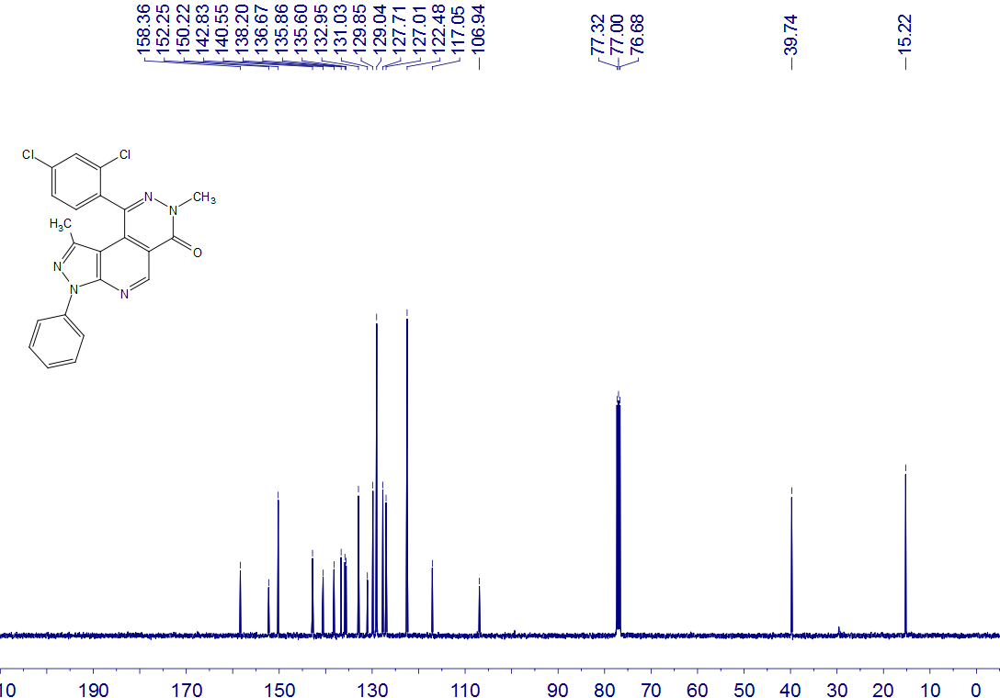 158.36
152.25
150.22
142.83
140.55
138.20
136.67
135.86
135.60
132.95
131.03
129.85
129.04
127.71
127.01
122.48
117.05
106.94
77.32
77.00
76.68
39.74
15.22
Cl
Cl
N
N
CH3
H3C
O
N
N
N
10 190 170 150 130 110 90 80 70 60 50 40 30 20 10 0